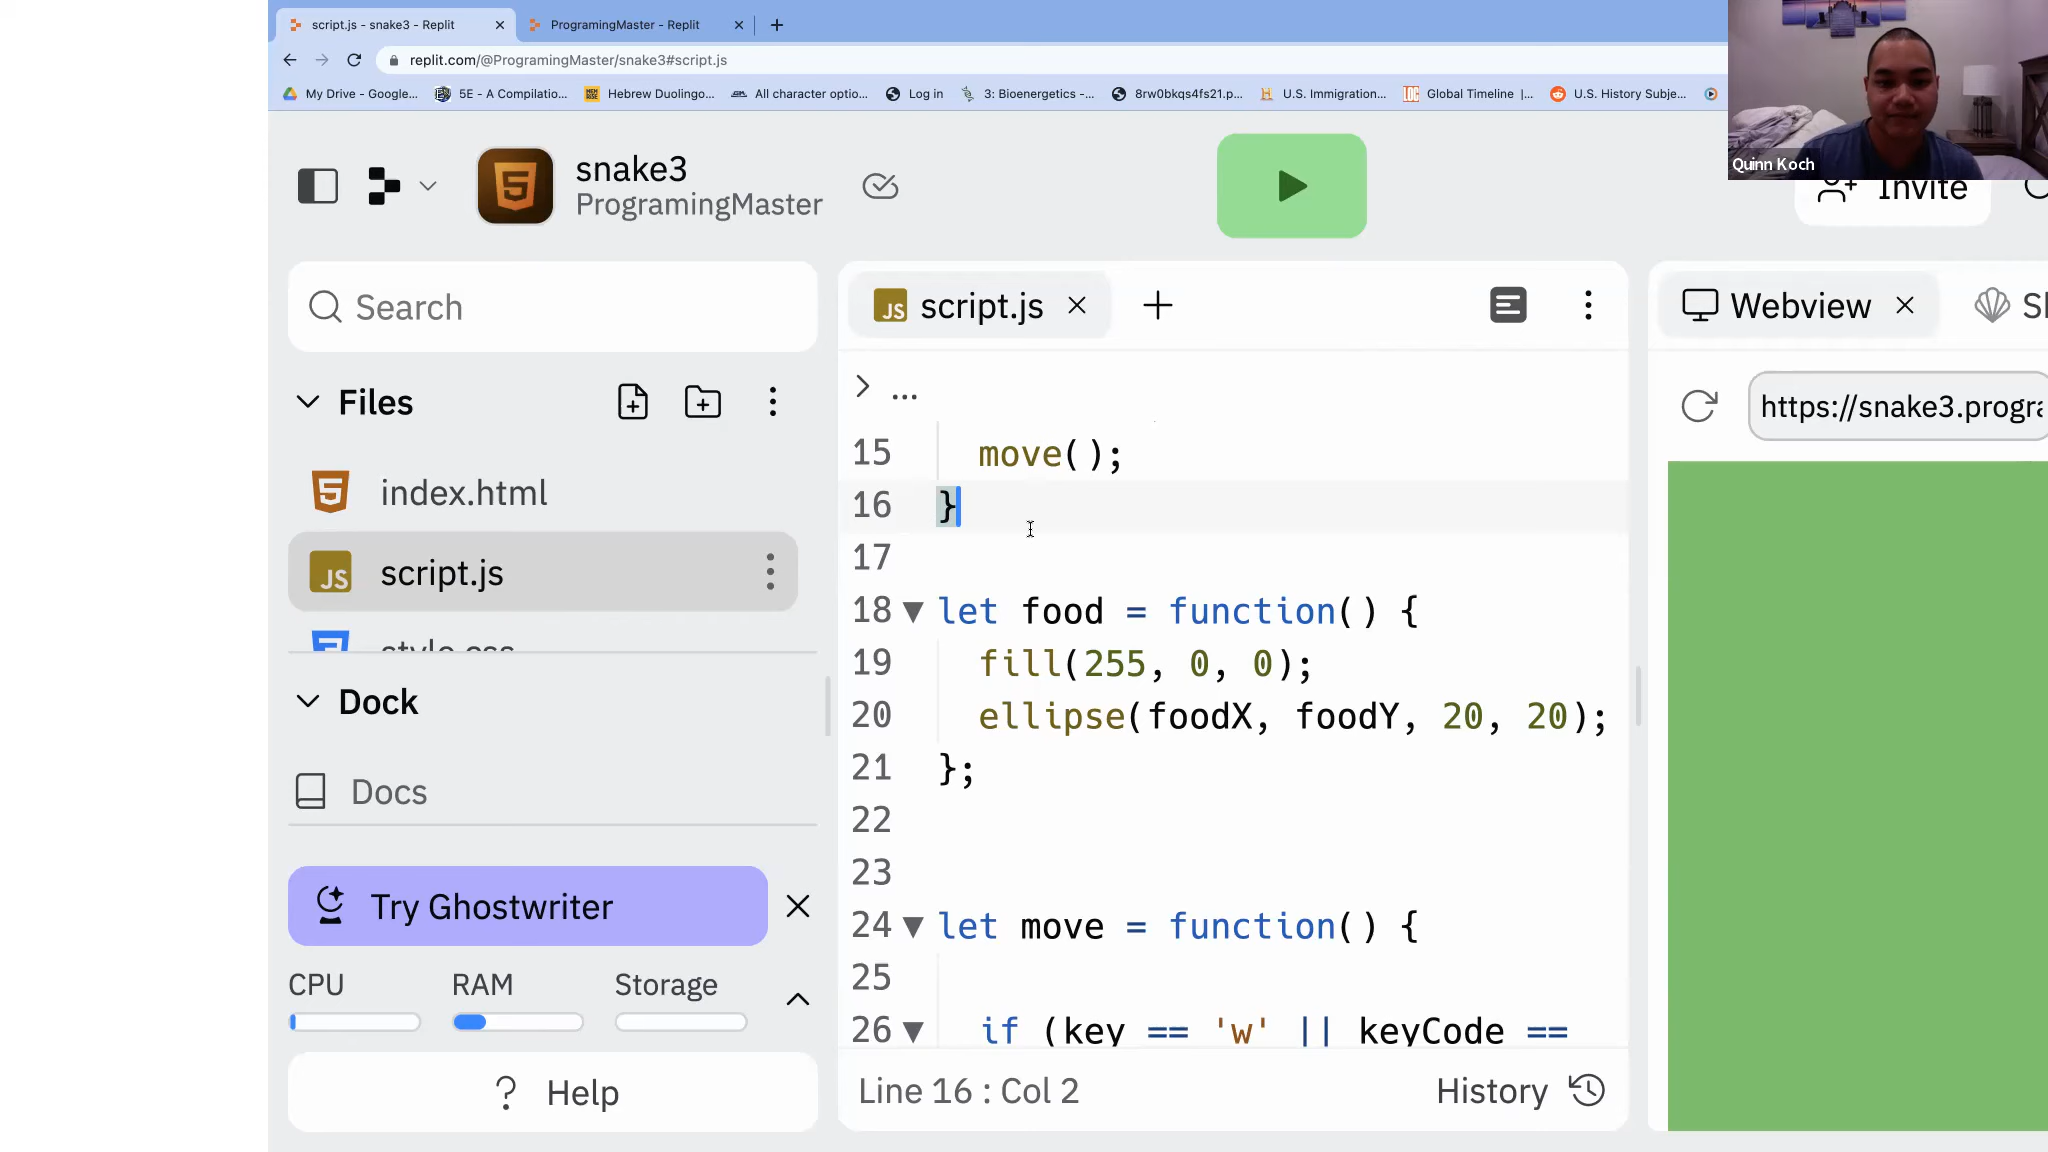 script.js - snake3 - Replit
ProgramingMaster - Replit
replit.com/@ProgramingMaster/snake3#script.js
My Drive - Google...
5E - A Compilatio...
Hebrew Duolingo...
All character optio...
Log in
3: Bioenergetics -...
8rw0bkqs4fs21.p...
U.S. Immigration...
Global Timeline |...
U.S. History Subje...
Quinn Koch
snake3
ProgramingMaster
Invite
Search
Files
index.html
JS script.js
Dock
Docs
Try Ghostwriter
CPU
RAM
Storage
Help
JS script.js
...
15 move();
16 }
17
18 let food = function() {
19 fill(255, 0, 0);
20 ellipse(foodX, foodY, 20, 20);
21 };
22
23
24 let move = function() {
25
26 if (key == 'w' || keyCode ==
Line 16 : Col 2
History
Webview
https://snake3.progra